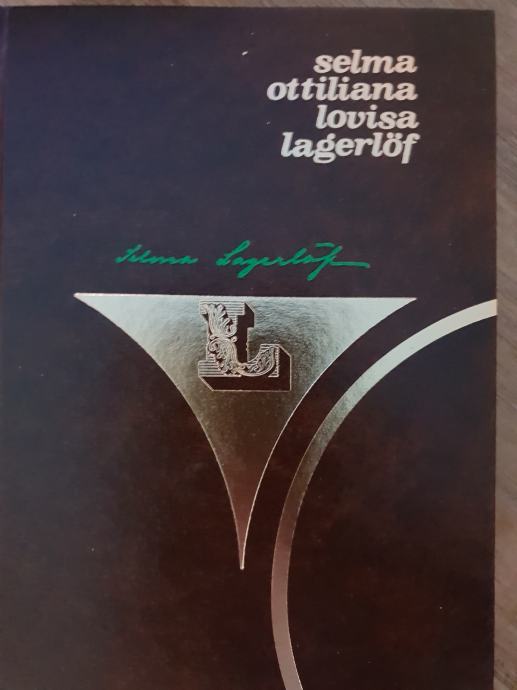 selma
ottiliana
lovisa
lagerlöf
Selma Lagerlöf
L